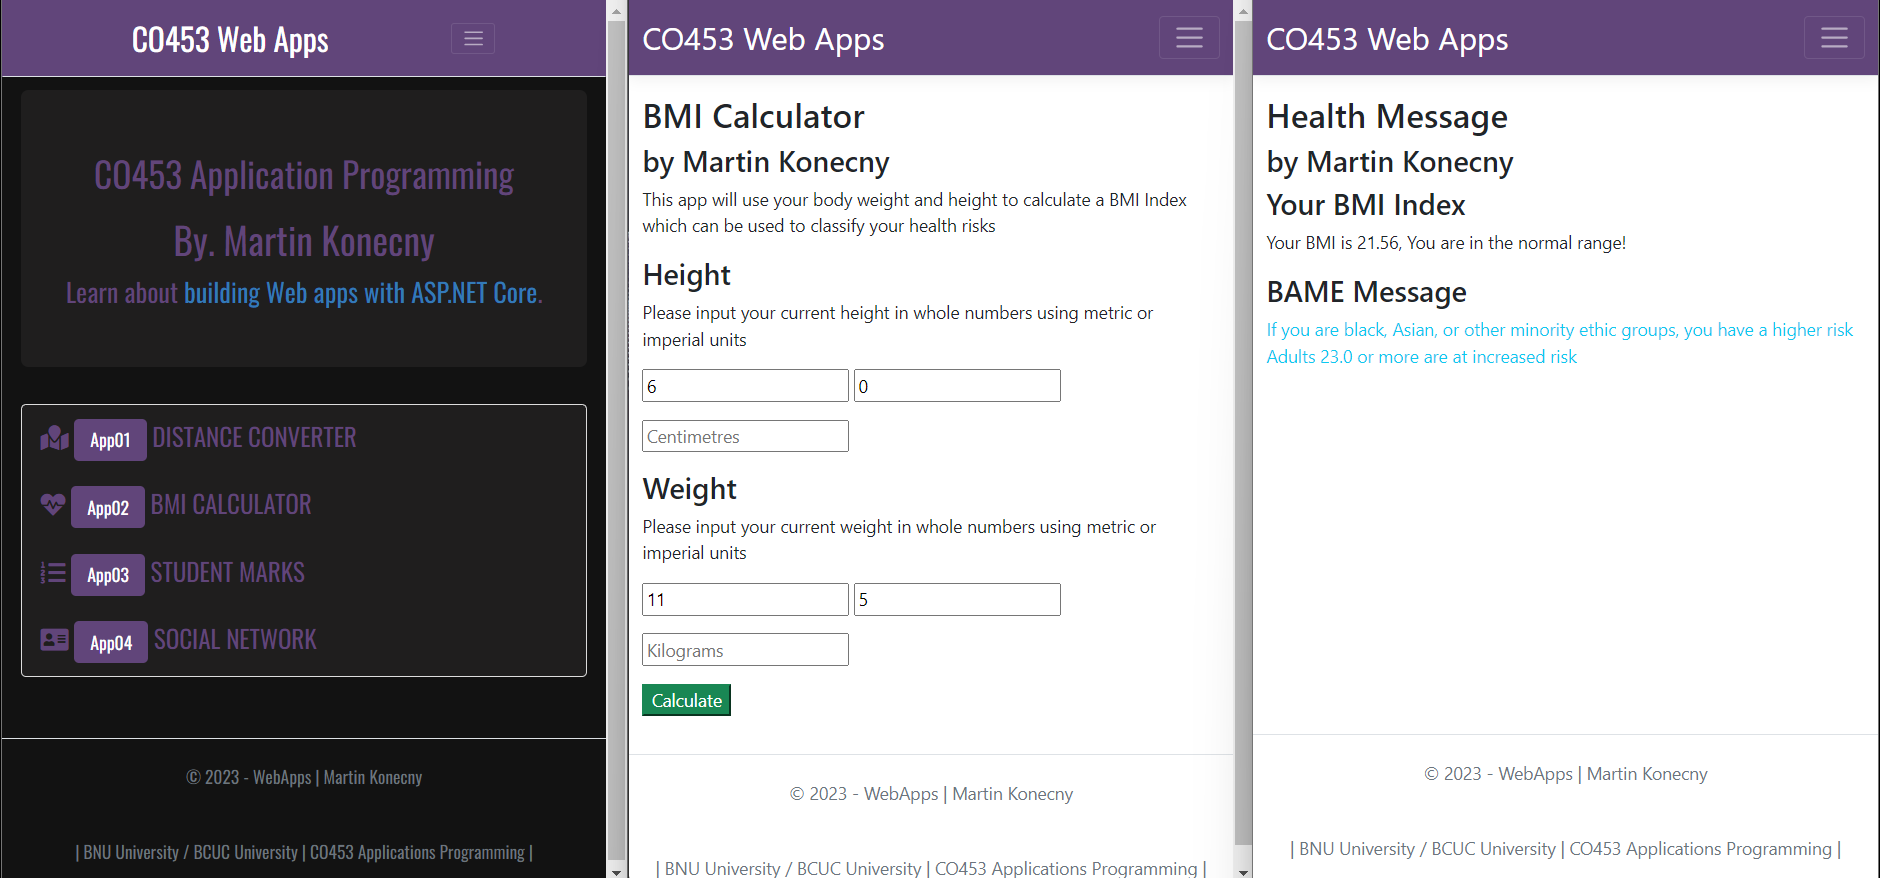 CO453 Web Apps
CO453 Application Programming
By. Martin Konecny
Learn about building Web apps with ASP.NET Core.
App01 DISTANCE CONVERTER
App02 BMI CALCULATOR
App03 STUDENT MARKS
App04 SOCIAL NETWORK
© 2023 - WebApps | Martin Konecny
| BNU University / BCUC University | CO453 Applications Programming |
CO453 Web Apps
BMI Calculator
by Martin Konecny
This app will use your body weight and height to calculate a BMI Index
which can be used to classify your health risks
Height
Please input your current height in whole numbers using metric or
imperial units
6 0
Centimetres
Weight
Please input your current weight in whole numbers using metric or
imperial units
11 5
Kilograms
Calculate
© 2023 - WebApps | Martin Konecny
| BNU University / BCUC University | CO453 Applications Programming |
CO453 Web Apps
Health Message
by Martin Konecny
Your BMI Index
Your BMI is 21.56, You are in the normal range!
BAME Message
If you are black, Asian, or other minority ethic groups, you have a higher risk
Adults 23.0 or more are at increased risk
© 2023 - WebApps | Martin Konecny
| BNU University / BCUC University | CO453 Applications Programming |